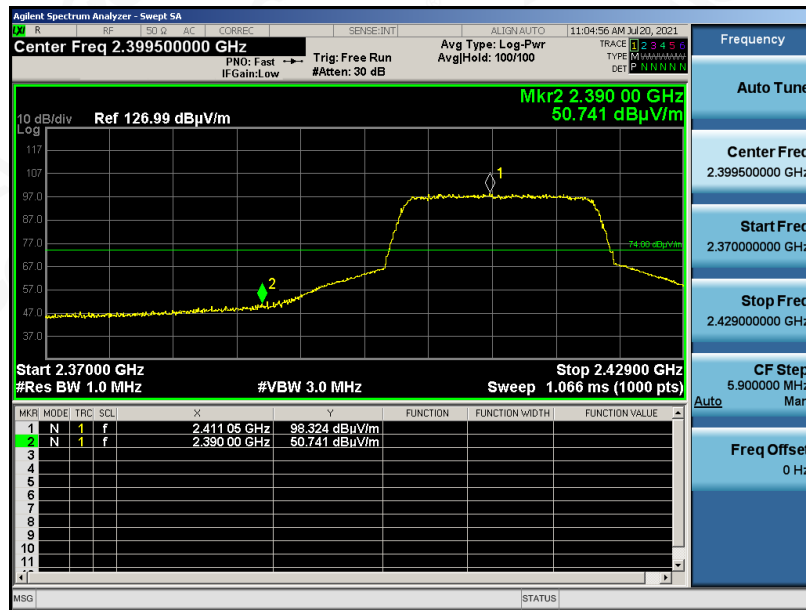 Agilent Spectrum Analyzer - Swept SA
LXI R RF 50 Ω AC CORREC SENSE:INT ALIGN AUTO 11:04:56 AM Jul 20, 2021
Center Freq 2.399500000 GHz
PNO: Fast
IFGain:Low
Trig: Free Run
#Atten: 30 dB
Avg Type: Log-Pwr
Avg|Hold: 100/100
TRACE 1 2 3 4 5 6
TYPE M WWWWW
DET P N N N N N
Frequency
Auto Tune
Center Freq
2.399500000 GHz
Start Freq
2.370000000 GHz
Stop Freq
2.429000000 GHz
CF Step
5.900000 MHz
Auto Man
Freq Offset
0 Hz
Mkr2 2.390 00 GHz
50.741 dBµV/m
10 dB/div Ref 126.99 dBµV/m
Log
117
107
97.0
87.0
77.0
67.0
57.0
47.0
37.0
1
2
74.00 dBµV/m
Start 2.37000 GHz Stop 2.42900 GHz
#Res BW 1.0 MHz #VBW 3.0 MHz Sweep 1.066 ms (1000 pts)
MKR MODE TRC SCL X Y FUNCTION FUNCTION WIDTH FUNCTION VALUE
1 N 1 f 2.411 05 GHz 98.324 dBµV/m
2 N 1 f 2.390 00 GHz 50.741 dBµV/m
3
4
5
6
7
8
9
10
11
MSG STATUS